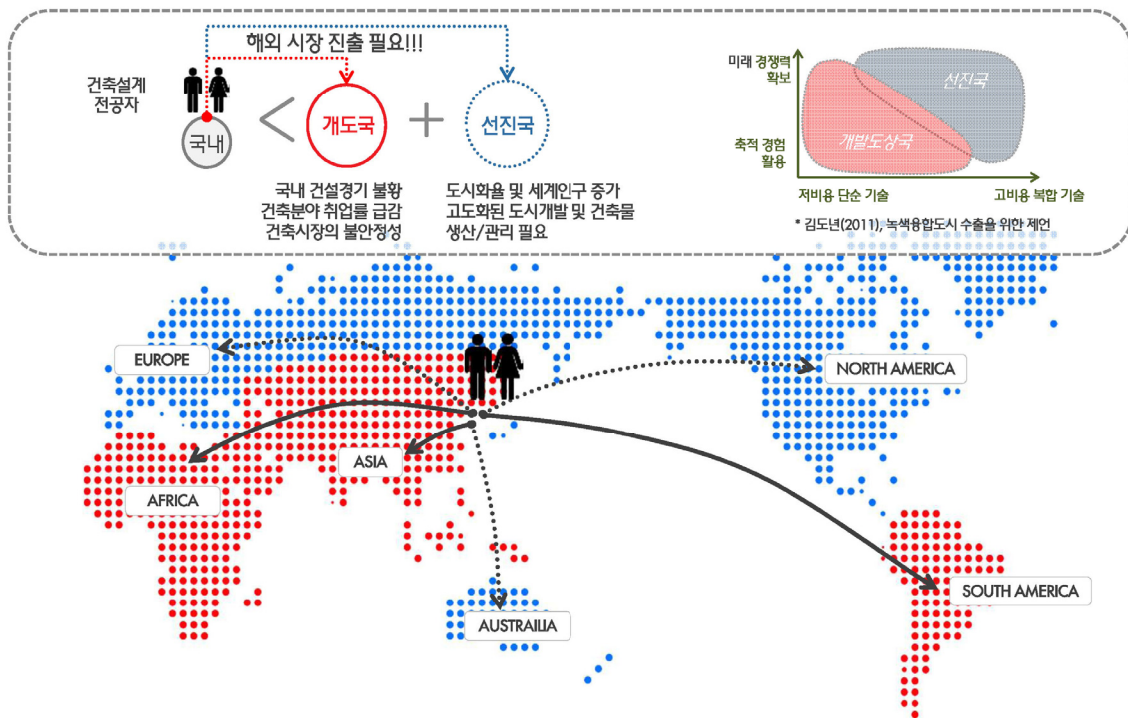 해외 시장 진출 필요!!!
건축설계
전공자
국내
<
개도국
+
선진국
국내 건설경기 불황
건축분야 취업률 급감
건축시장의 불안정성
도시화율 및 세계인구 증가
고도화된 도시개발 및 건축물
생산/관리 필요
미래 경쟁력
확보
선진국
개발도상국
축적 경험
활용
저비용 단순 기술
고비용 복합 기술
* 김도년(2011), 녹색융합도시 수출을 위한 제언
EUROPE
NORTH AMERICA
ASIA
AFRICA
SOUTH AMERICA
AUSTRAILIA